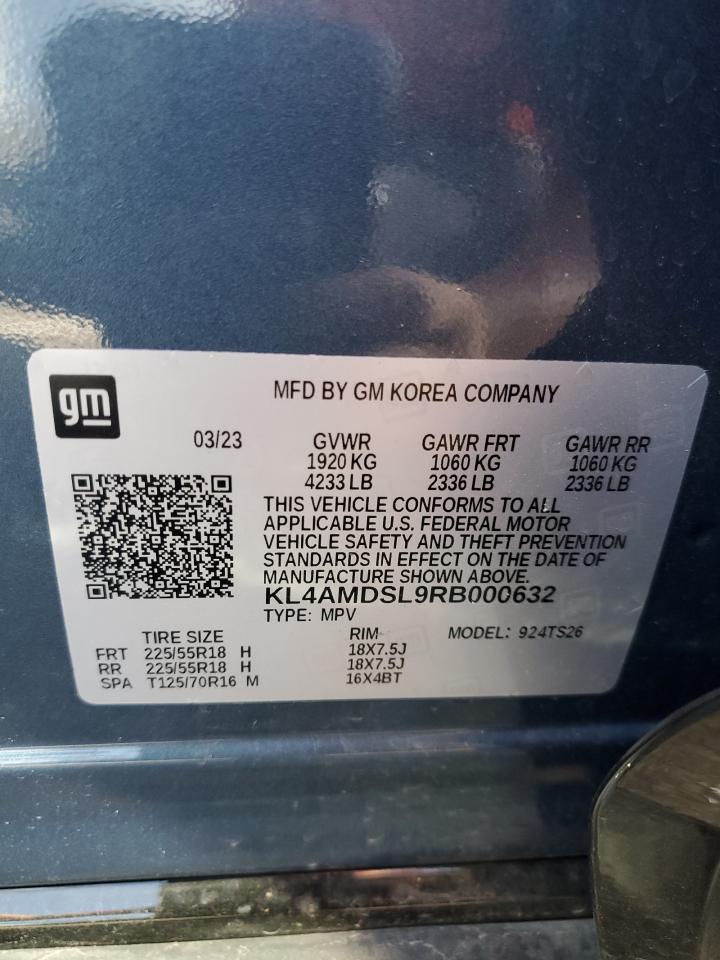 gm
MFD BY GM KOREA COMPANY
03/23 GVWR GAWR FRT GAWR RR
1920 KG 1060 KG 1060 KG
4233 LB 2336 LB 2336 LB
THIS VEHICLE CONFORMS TO ALL
APPLICABLE U.S. FEDERAL MOTOR
VEHICLE SAFETY AND THEFT PREVENTION
STANDARDS IN EFFECT ON THE DATE OF
MANUFACTURE SHOWN ABOVE.
KL4AMDSL9RB000632
TYPE: MPV
TIRE SIZE RIM MODEL: 924TS26
FRT 225/55R18 H 18X7.5J
RR 225/55R18 H 18X7.5J
SPA T125/70R16 M 16X4BT